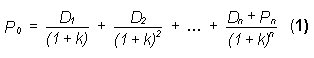 P₀ = D₁ / (1 + k) + D₂ / (1 + k)² + ... + Dₙ + Pₙ / (1 + k)ⁿ (1)